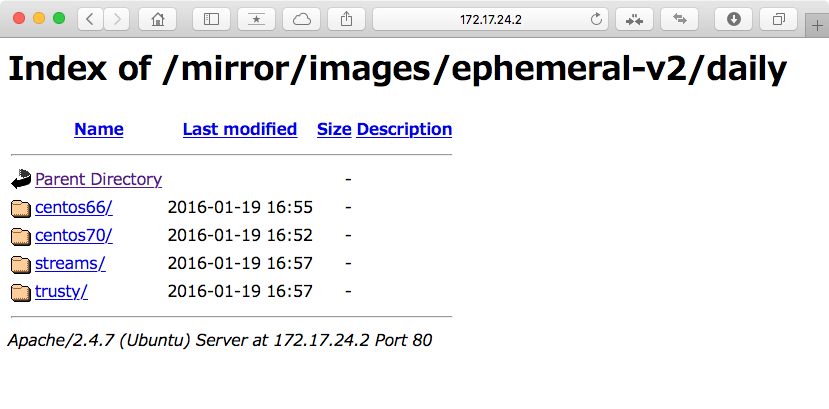 172.17.24.2
Index of /mirror/images/ephemeral-v2/daily
Name Last modified Size Description
Parent Directory -
centos66/ 2016-01-19 16:55 -
centos70/ 2016-01-19 16:52 -
streams/ 2016-01-19 16:57 -
trusty/ 2016-01-19 16:57 -
Apache/2.4.7 (Ubuntu) Server at 172.17.24.2 Port 80